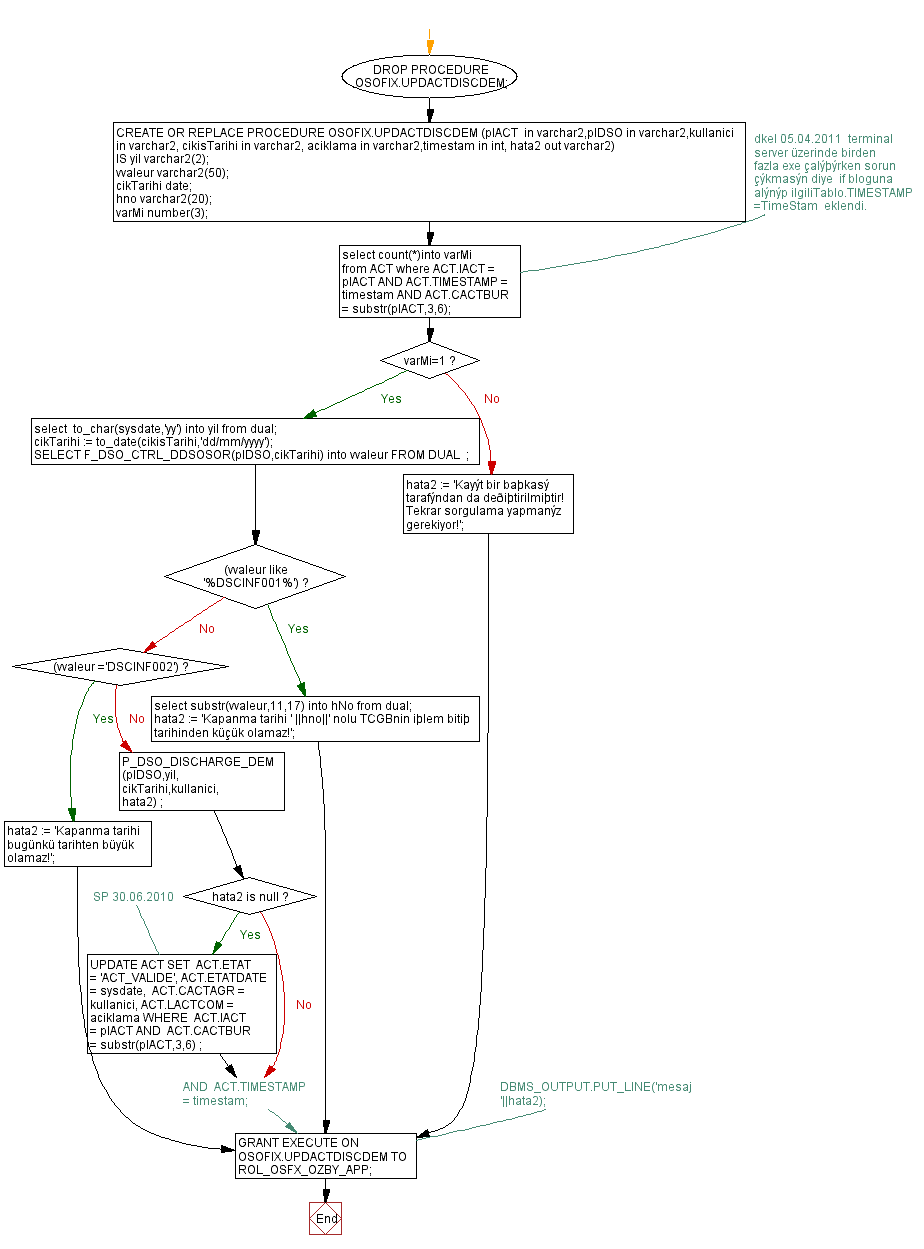 DROP PROCEDURE
OSOFIX.UPDACTDISCDEM;
CREATE OR REPLACE PROCEDURE OSOFIX.UPDACTDISCDEM (pIACT  in varchar2,pIDSO in varchar2,kullanici
in varchar2, cikisTarihi in varchar2, aciklama in varchar2,timestam in int, hata2 out varchar2)
IS yil varchar2(2);
vvaleur varchar2(50);
cikTarihi date;
hno varchar2(20);
varMi number(3);
dkel 05.04.2011  terminal
server üzerinde birden
fazla exe çalýþýrken sorun
çýkmasýn diye  if bloguna
alýnýp ilgiliTablo.TIMESTAMP
=TimeStam  eklendi.
select count(*)into varMi
from ACT where ACT.IACT =
pIACT AND ACT.TIMESTAMP =
timestam AND ACT.CACTBUR
= substr(pIACT,3,6);
varMi=1 ?
Yes
No
select  to_char(sysdate,'yy') into yil from dual;
cikTarihi := to_date(cikisTarihi,'dd/mm/yyyy');
SELECT F_DSO_CTRL_DDSOSOR(pIDSO,cikTarihi) into vvaleur FROM DUAL  ;
hata2 := 'Kayýt bir baþkasý
tarafýndan da deðiþtirilmiþtir!
Tekrar sorgulama yapmanýz
gerekiyor!';
(vvaleur like
'%DSCINF001%') ?
No
Yes
(vvaleur ='DSCINF002') ?
select substr(vvaleur,11,17) into hNo from dual;
hata2 := 'Kapanma tarihi ' ||hno||' nolu TCGBnin iþlem bitiþ
tarihinden küçük olamaz!';
Yes
No
P_DSO_DISCHARGE_DEM
(pIDSO,yil,
cikTarihi,kullanici,
hata2) ;
hata2 := 'Kapanma tarihi
bugünkü tarihten büyük
olamaz!';
SP 30.06.2010
hata2 is null ?
Yes
No
UPDATE ACT SET  ACT.ETAT
= 'ACT_VALIDE', ACT.ETATDATE
= sysdate,  ACT.CACTAGR =
kullanici, ACT.LACTCOM =
aciklama WHERE  ACT.IACT
= pIACT AND  ACT.CACTBUR
= substr(pIACT,3,6) ;
AND  ACT.TIMESTAMP
= timestam;
DBMS_OUTPUT.PUT_LINE('mesaj
'||hata2);
GRANT EXECUTE ON
OSOFIX.UPDACTDISCDEM TO
ROL_OSFX_OZBY_APP;
End